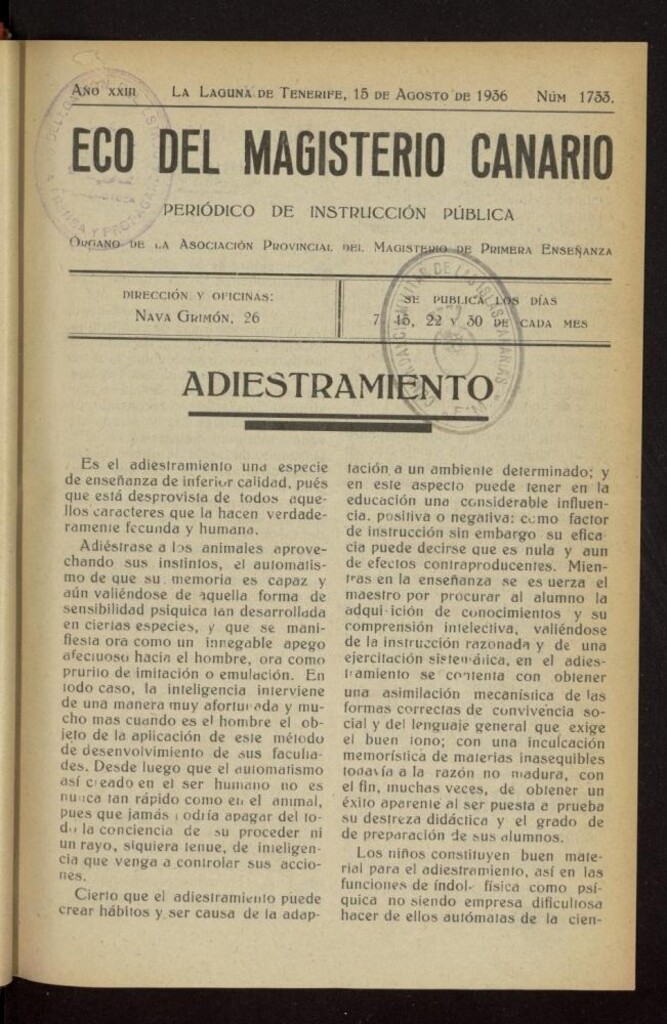 AÑO XXIII LA LAGUNA DE TENERIFE, 15 DE AGOSTO DE 1936 NÚM 1733.
ECO DEL MAGISTERIO CANARIO
PERIÓDICO DE INSTRUCCIÓN PÚBLICA
ÓRGANO DE LA ASOCIACIÓN PROVINCIAL DEL MAGISTERIO DE PRIMERA ENSEÑANZA
DIRECCIÓN Y OFICINAS:
NAVA GRIMÓN, 26
SE PUBLICA LOS DÍAS
7, 15, 22 Y 30 DE CADA MES
ADIESTRAMIENTO
Es el adiestramiento una especie
de enseñanza de inferior calidad, pués
que está desprovista de todos aque-
llos caracteres que la hacen verdade-
ramente fecunda y humana.
Adiéstrase a los animales aprove-
chando sus instintos, el automatis-
mo de que su memoria es capaz y
aún valiéndose de aquella forma de
sensibilidad psíquica tan desarrollada
en ciertas especies, y que se mani-
fiesta ora como un innegable apego
afectuoso hacia el hombre, ora como
prurito de imitación o emulación. En
todo caso, la inteligencia interviene
de una manera muy afortunada y mu-
cho mas cuando es el hombre el ob-
jeto de la aplicación de este método
de desenvolvimiento de sus faculta-
des. Desde luego que el automatismo
así creado en el ser humano no es
nunca tan rápido como en el animal,
pues que jamás podría apagar del to-
do la conciencia de su proceder ni
un rayo, siquiera tenue, de inteligen-
cia que venga a controlar sus accio-
nes.
Cierto que el adiestramiento puede
crear hábitos y ser causa de la adap-
tación a un ambiente determinado; y
en este aspecto puede tener en la
educación una considerable influen-
cia, positiva o negativa: como factor
de instrucción sin embargo su efica
cia puede decirse que es nula y aun
de efectos contraproducentes. Mien-
tras en la enseñanza se es uerza el
maestro por procurar al alumno la
adqui ición de conocimientos y su
comprensión intelectiva, valiéndose
de la instrucción razonada y de una
ejercitación sistemática, en el adies-
tramiento se contenta con obtener
una asimilación mecanística de las
formas correctas de convivencia so-
cial y del lenguaje general que exige
el buen tono; con una inculcación
memorística de materias inasequibles
todavía a la razón no madura, con
el fin, muchas veces, de obtener un
éxito aparente al ser puesta a prueba
su destreza didáctica y el grado de
de preparación de sus alumnos.
Los niños constituyen buen mate-
rial para el adiestramiento, así en las
funciones de índole física como psí-
quica no siendo empresa dificultosa
hacer de ellos autómatas de la cien-